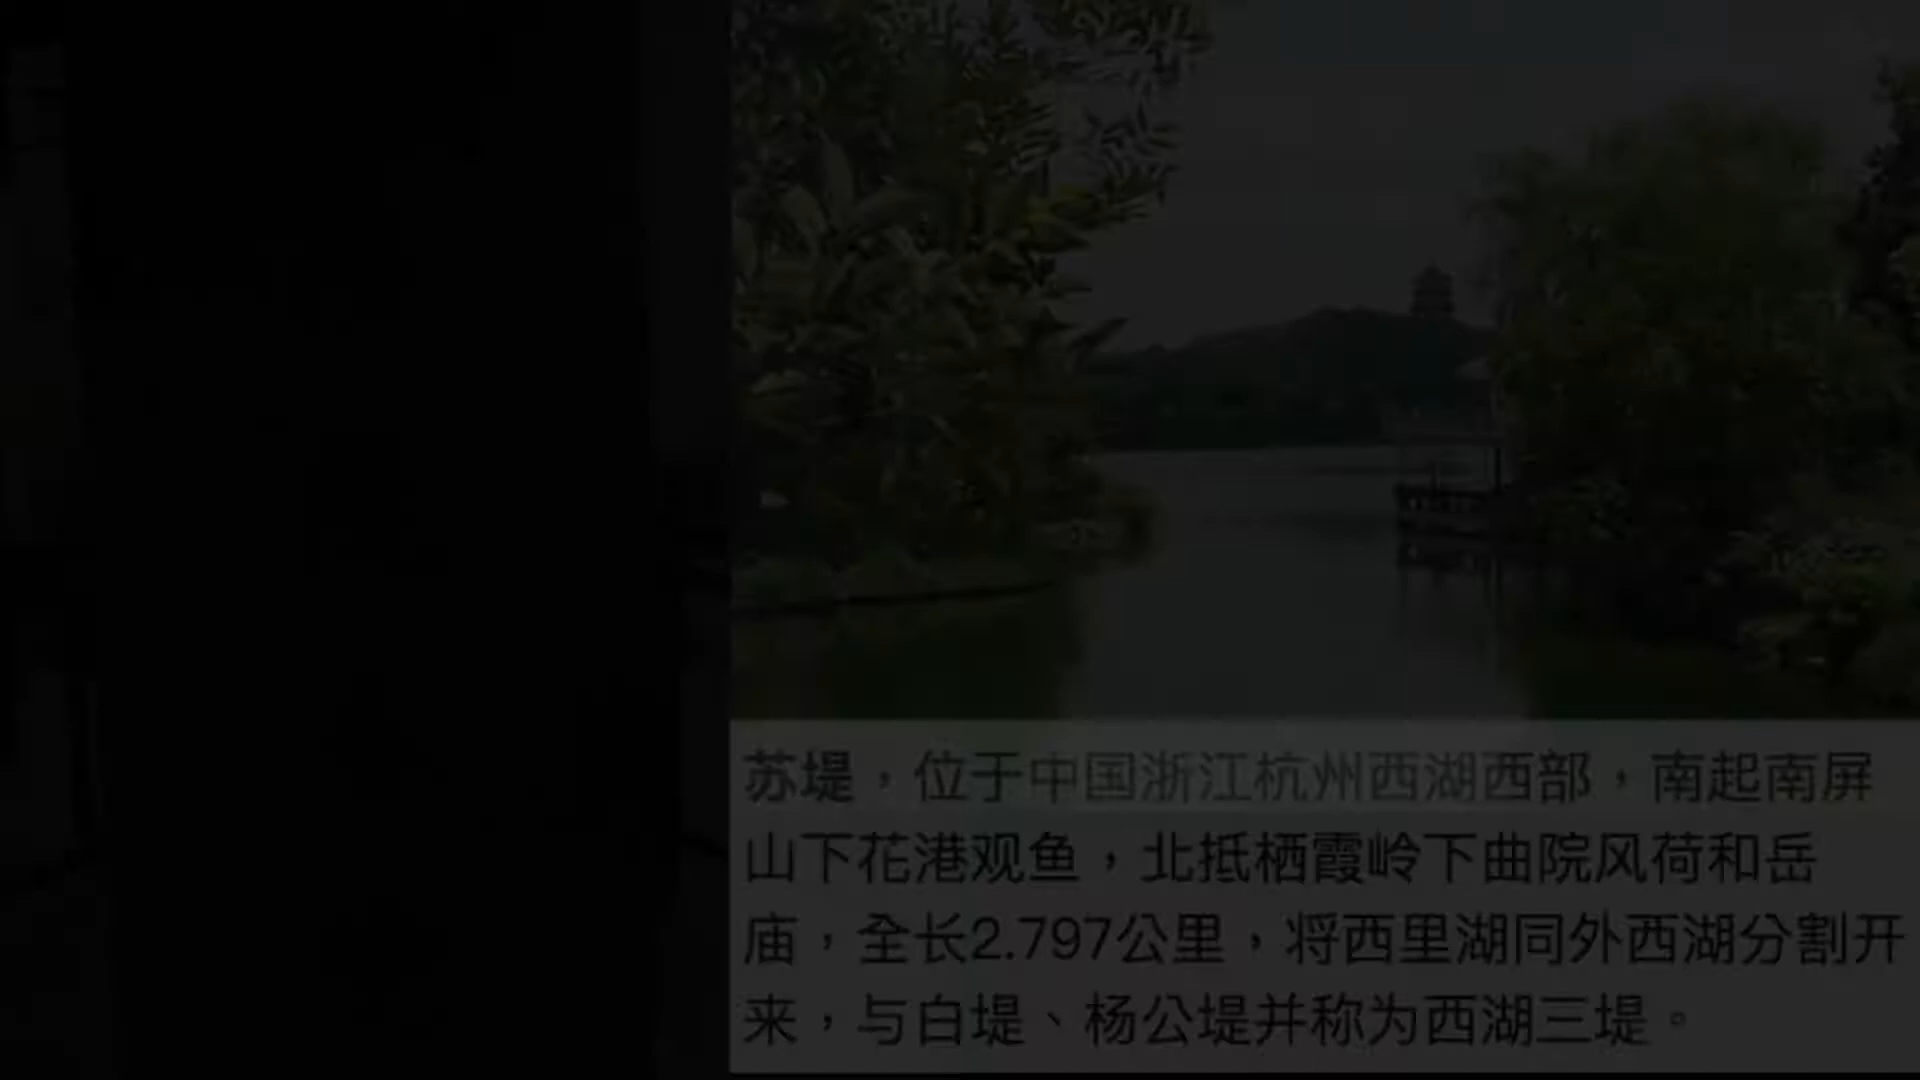 苏堤，位于中国浙江杭州西湖西部，南起南屏
山下花港观鱼，北抵栖霞岭下曲院风荷和岳
庙，全长2.797公里，将西里湖同外西湖分割开
来，与白堤、杨公堤并称为西湖三堤。